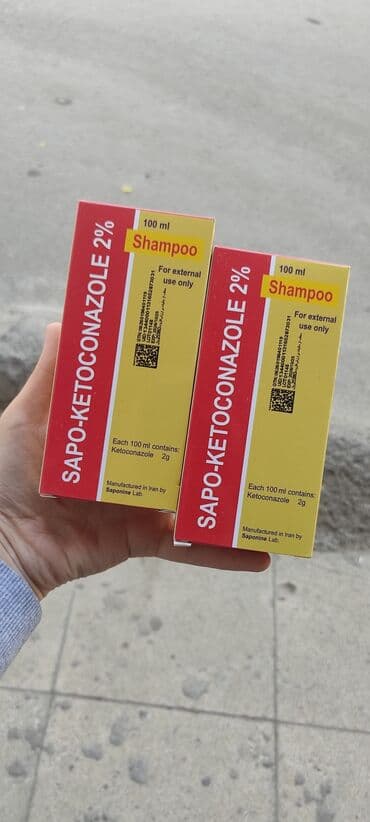 SAPO-KETOCONAZOLE 2%
100 ml
Shampoo
For external
use only
Each 100 ml contains:
Ketoconazole 2g
Manufactured in Iran by
Saponine Lab.
SAPO-KETOCONAZOLE 2%
100 ml
Shampoo
For external
use only
Each 100 ml contains:
Ketoconazole 2g
Manufactured in Iran by
Saponine Lab.